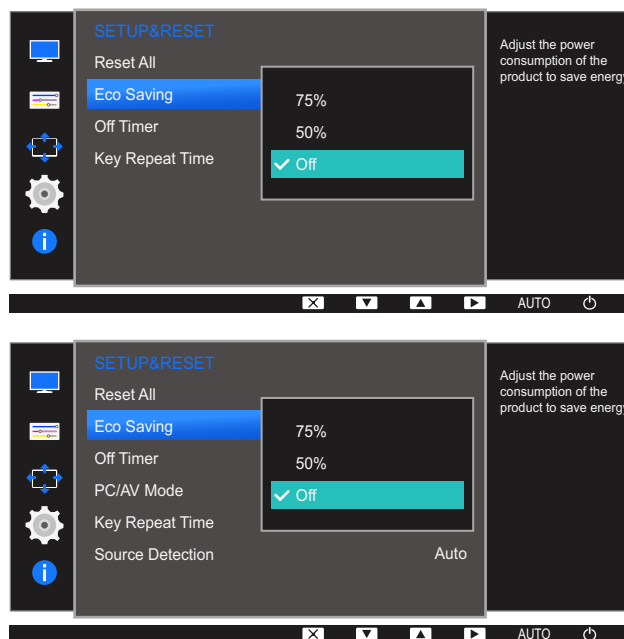 SETUP&RESET
Reset All
Eco Saving
Off Timer
Key Repeat Time
75%
50%
Off
Adjust the power
consumption of the
product to save energy
AUTO
SETUP&RESET
Reset All
Eco Saving
Off Timer
PC/AV Mode
Key Repeat Time
Source Detection
Auto
75%
50%
Off
Adjust the power
consumption of the
product to save energy
AUTO